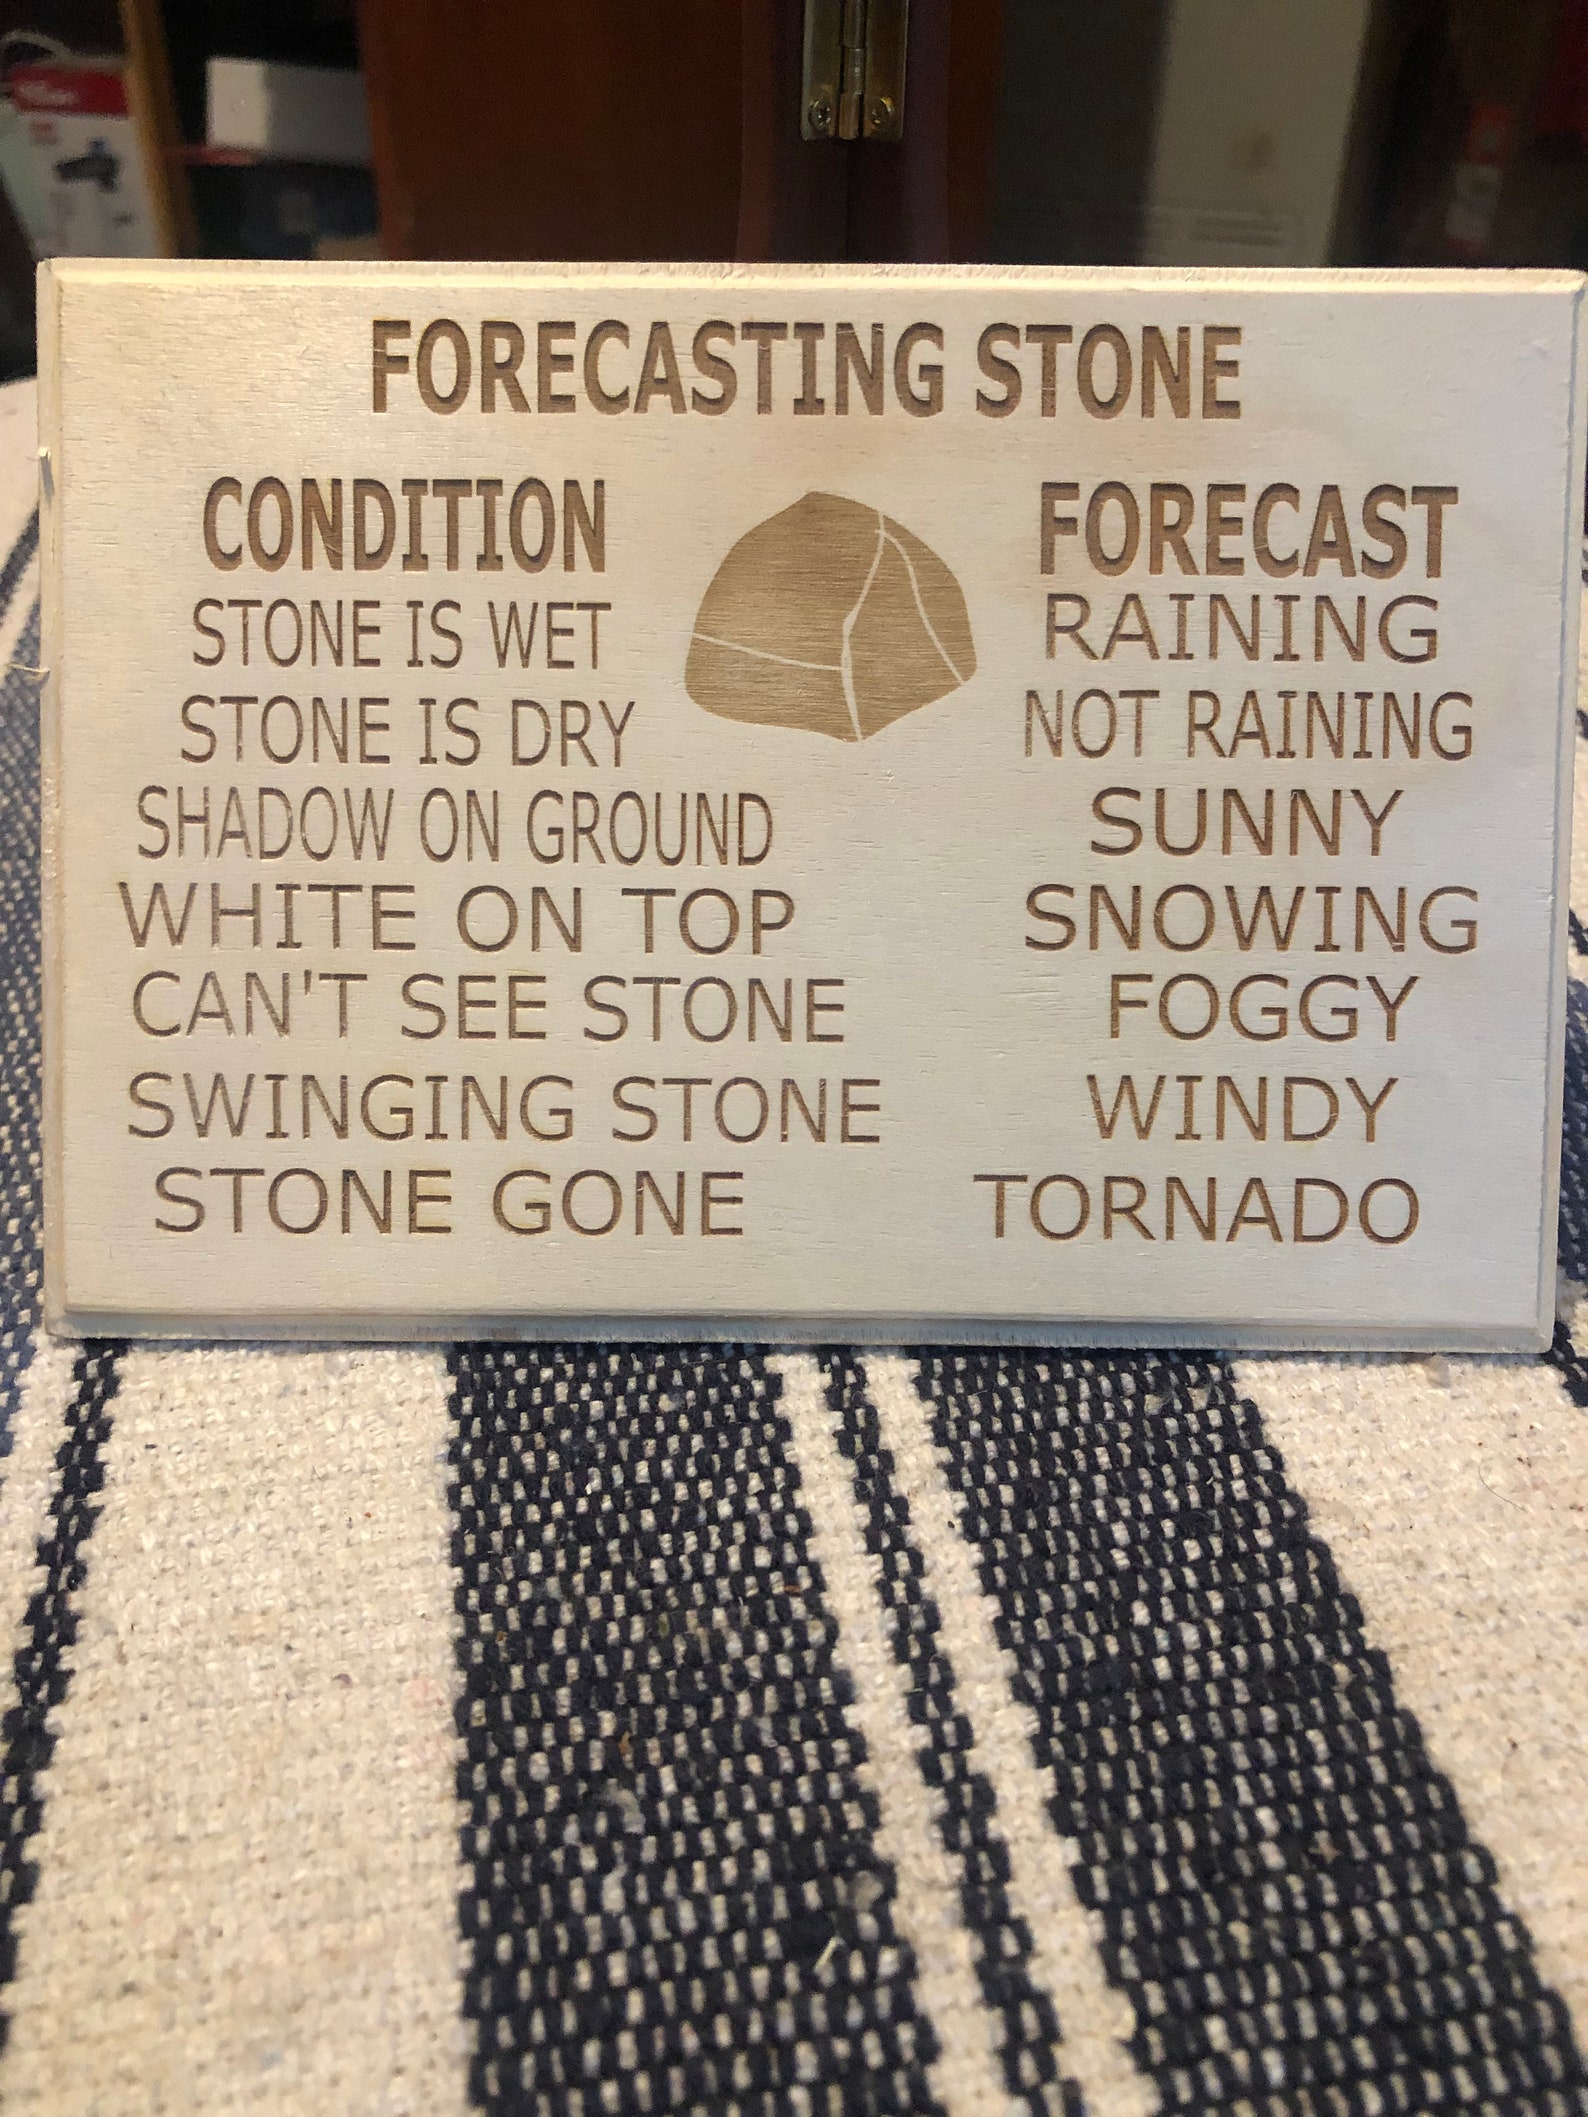 FORECASTING STONE
CONDITION FORECAST
STONE IS WET RAINING
STONE IS DRY NOT RAINING
SHADOW ON GROUND SUNNY
WHITE ON TOP SNOWING
CAN'T SEE STONE FOGGY
SWINGING STONE WINDY
STONE GONE TORNADO